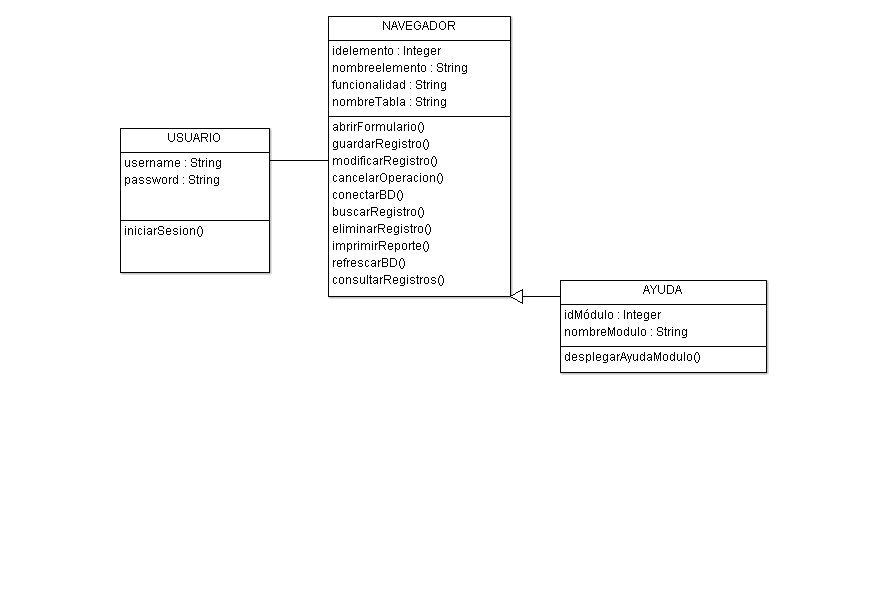 NAVEGADOR
idelemento : Integer
nombreelemento : String
funcionalidad : String
nombreTabla : String
abrirFormulario()
guardarRegistro()
modificarRegistro()
cancelarOperacion()
conectarBD()
buscarRegistro()
eliminarRegistro()
imprimirReporte()
refrescarBD()
consultarRegistros()
USUARIO
username : String
password : String
iniciarSesion()
AYUDA
idMódulo : Integer
nombreModulo : String
desplegarAyudaModulo()